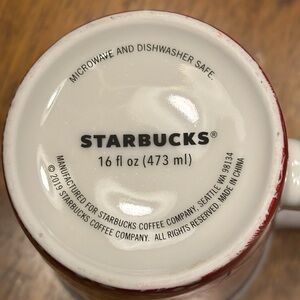 MICROWAVE AND DISHWASHER SAFE.
STARBUCKS®
16 fl oz (473 ml)
MANUFACTURED FOR STARBUCKS COFFEE COMPANY, SEATTLE WA 98134
© 2019 STARBUCKS COFFEE COMPANY. ALL RIGHTS RESERVED. MADE IN CHINA